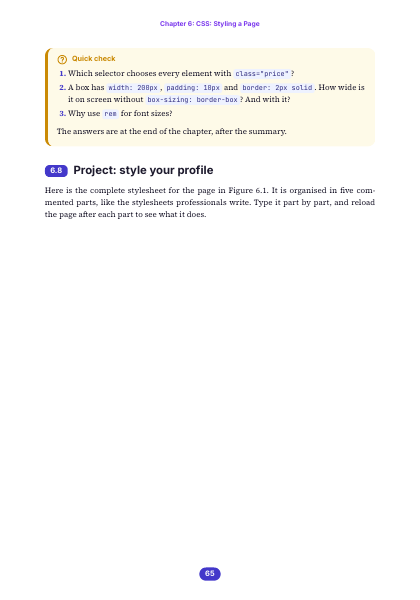 Chapter 6: CSS: Styling a Page
Quick check
1. Which selector chooses every element with class="price"?
2. A box has width: 200px, padding: 10px and border: 2px solid. How wide is
it on screen without box-sizing: border-box? And with it?
3. Why use rem for font sizes?
The answers are at the end of the chapter, after the summary.
6.8 Project: style your profile
Here is the complete stylesheet for the page in Figure 6.1. It is organised in five com-
mented parts, like the stylesheets professionals write. Type it part by part, and reload
the page after each part to see what it does.
65